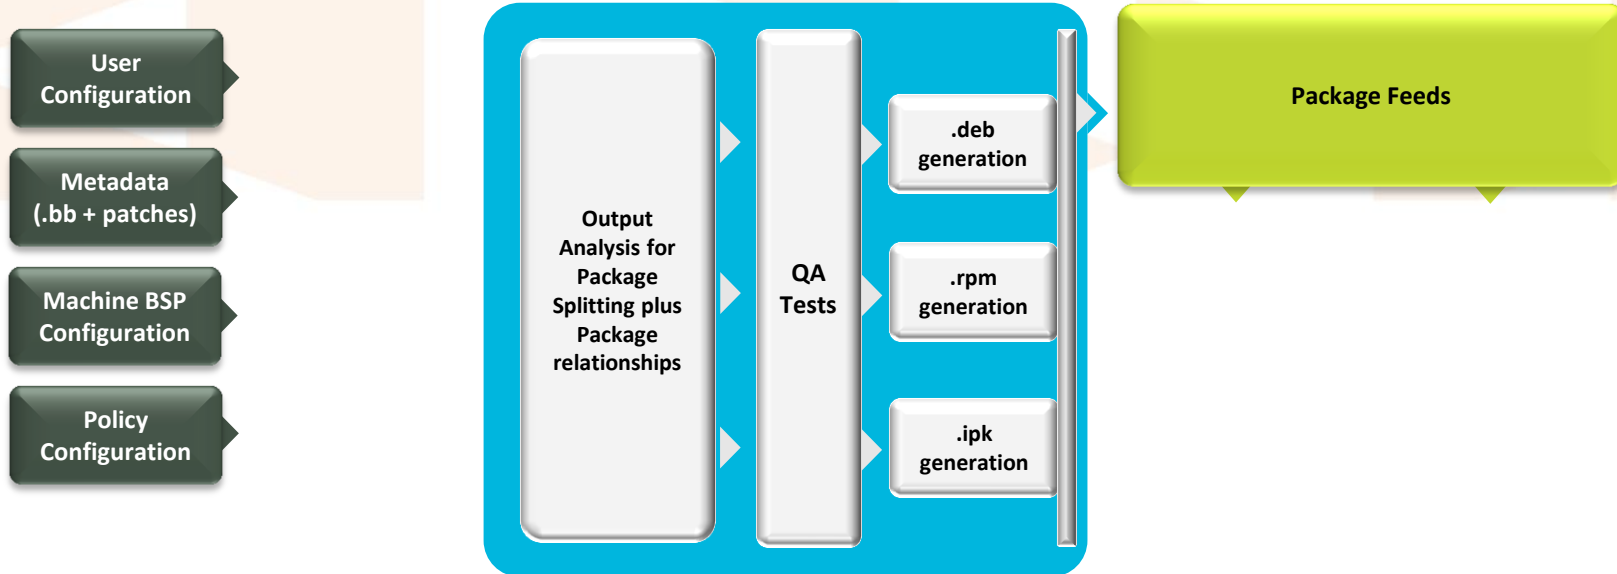 User
Configuration
Metadata
(.bb + patches)
Machine BSP
Configuration
Policy
Configuration
Output
Analysis for
Package
Splitting plus
Package
relationships
QA
Tests
.deb
generation
.rpm
generation
.ipk
generation
Package Feeds